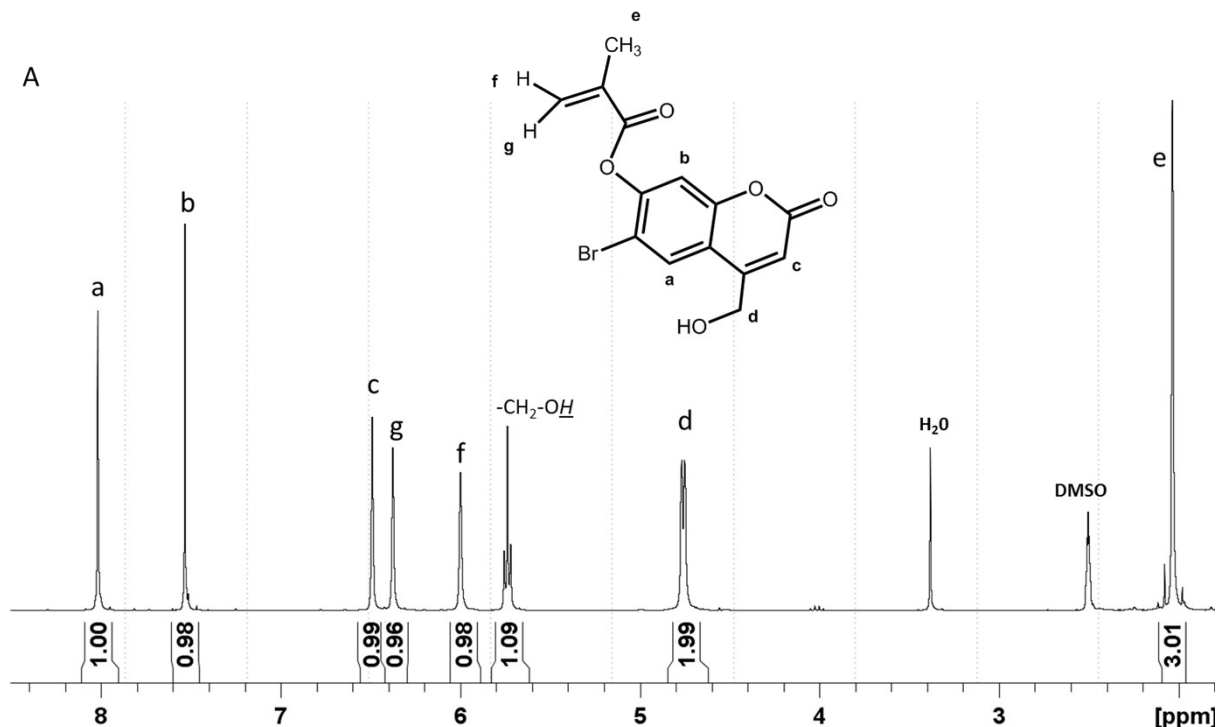 A
e
CH₃
f H
H
g
O
O
b
O
O
Br
a
c
HO
d
a
b
c
g
f
-CH₂-OH
d
H₂0
DMSO
e
1.00
0.98
0.99
0.96
0.98
1.09
1.99
3.01
8 7 6 5 4 3 [ppm]